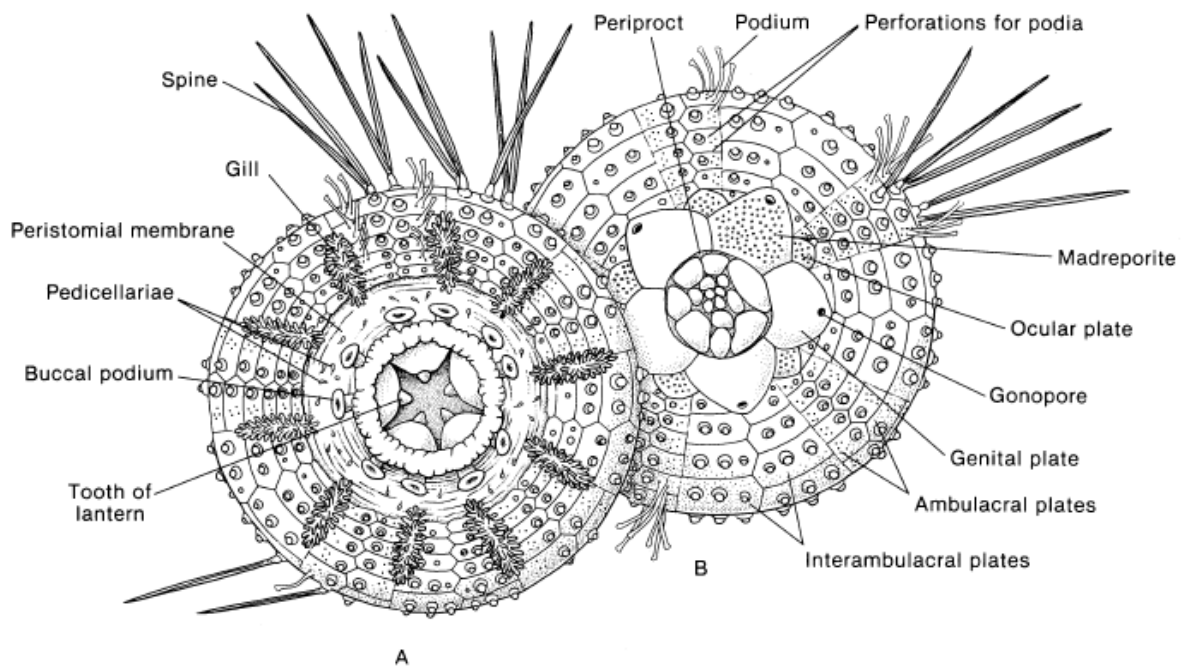 Periproct
Podium
Perforations for podia
Spine
Gill
Peristomial membrane
Pedicellariae
Buccal podium
Tooth of
lantern
Madreporite
Ocular plate
Gonopore
Genital plate
Ambulacral plates
Interambulacral plates
B
A